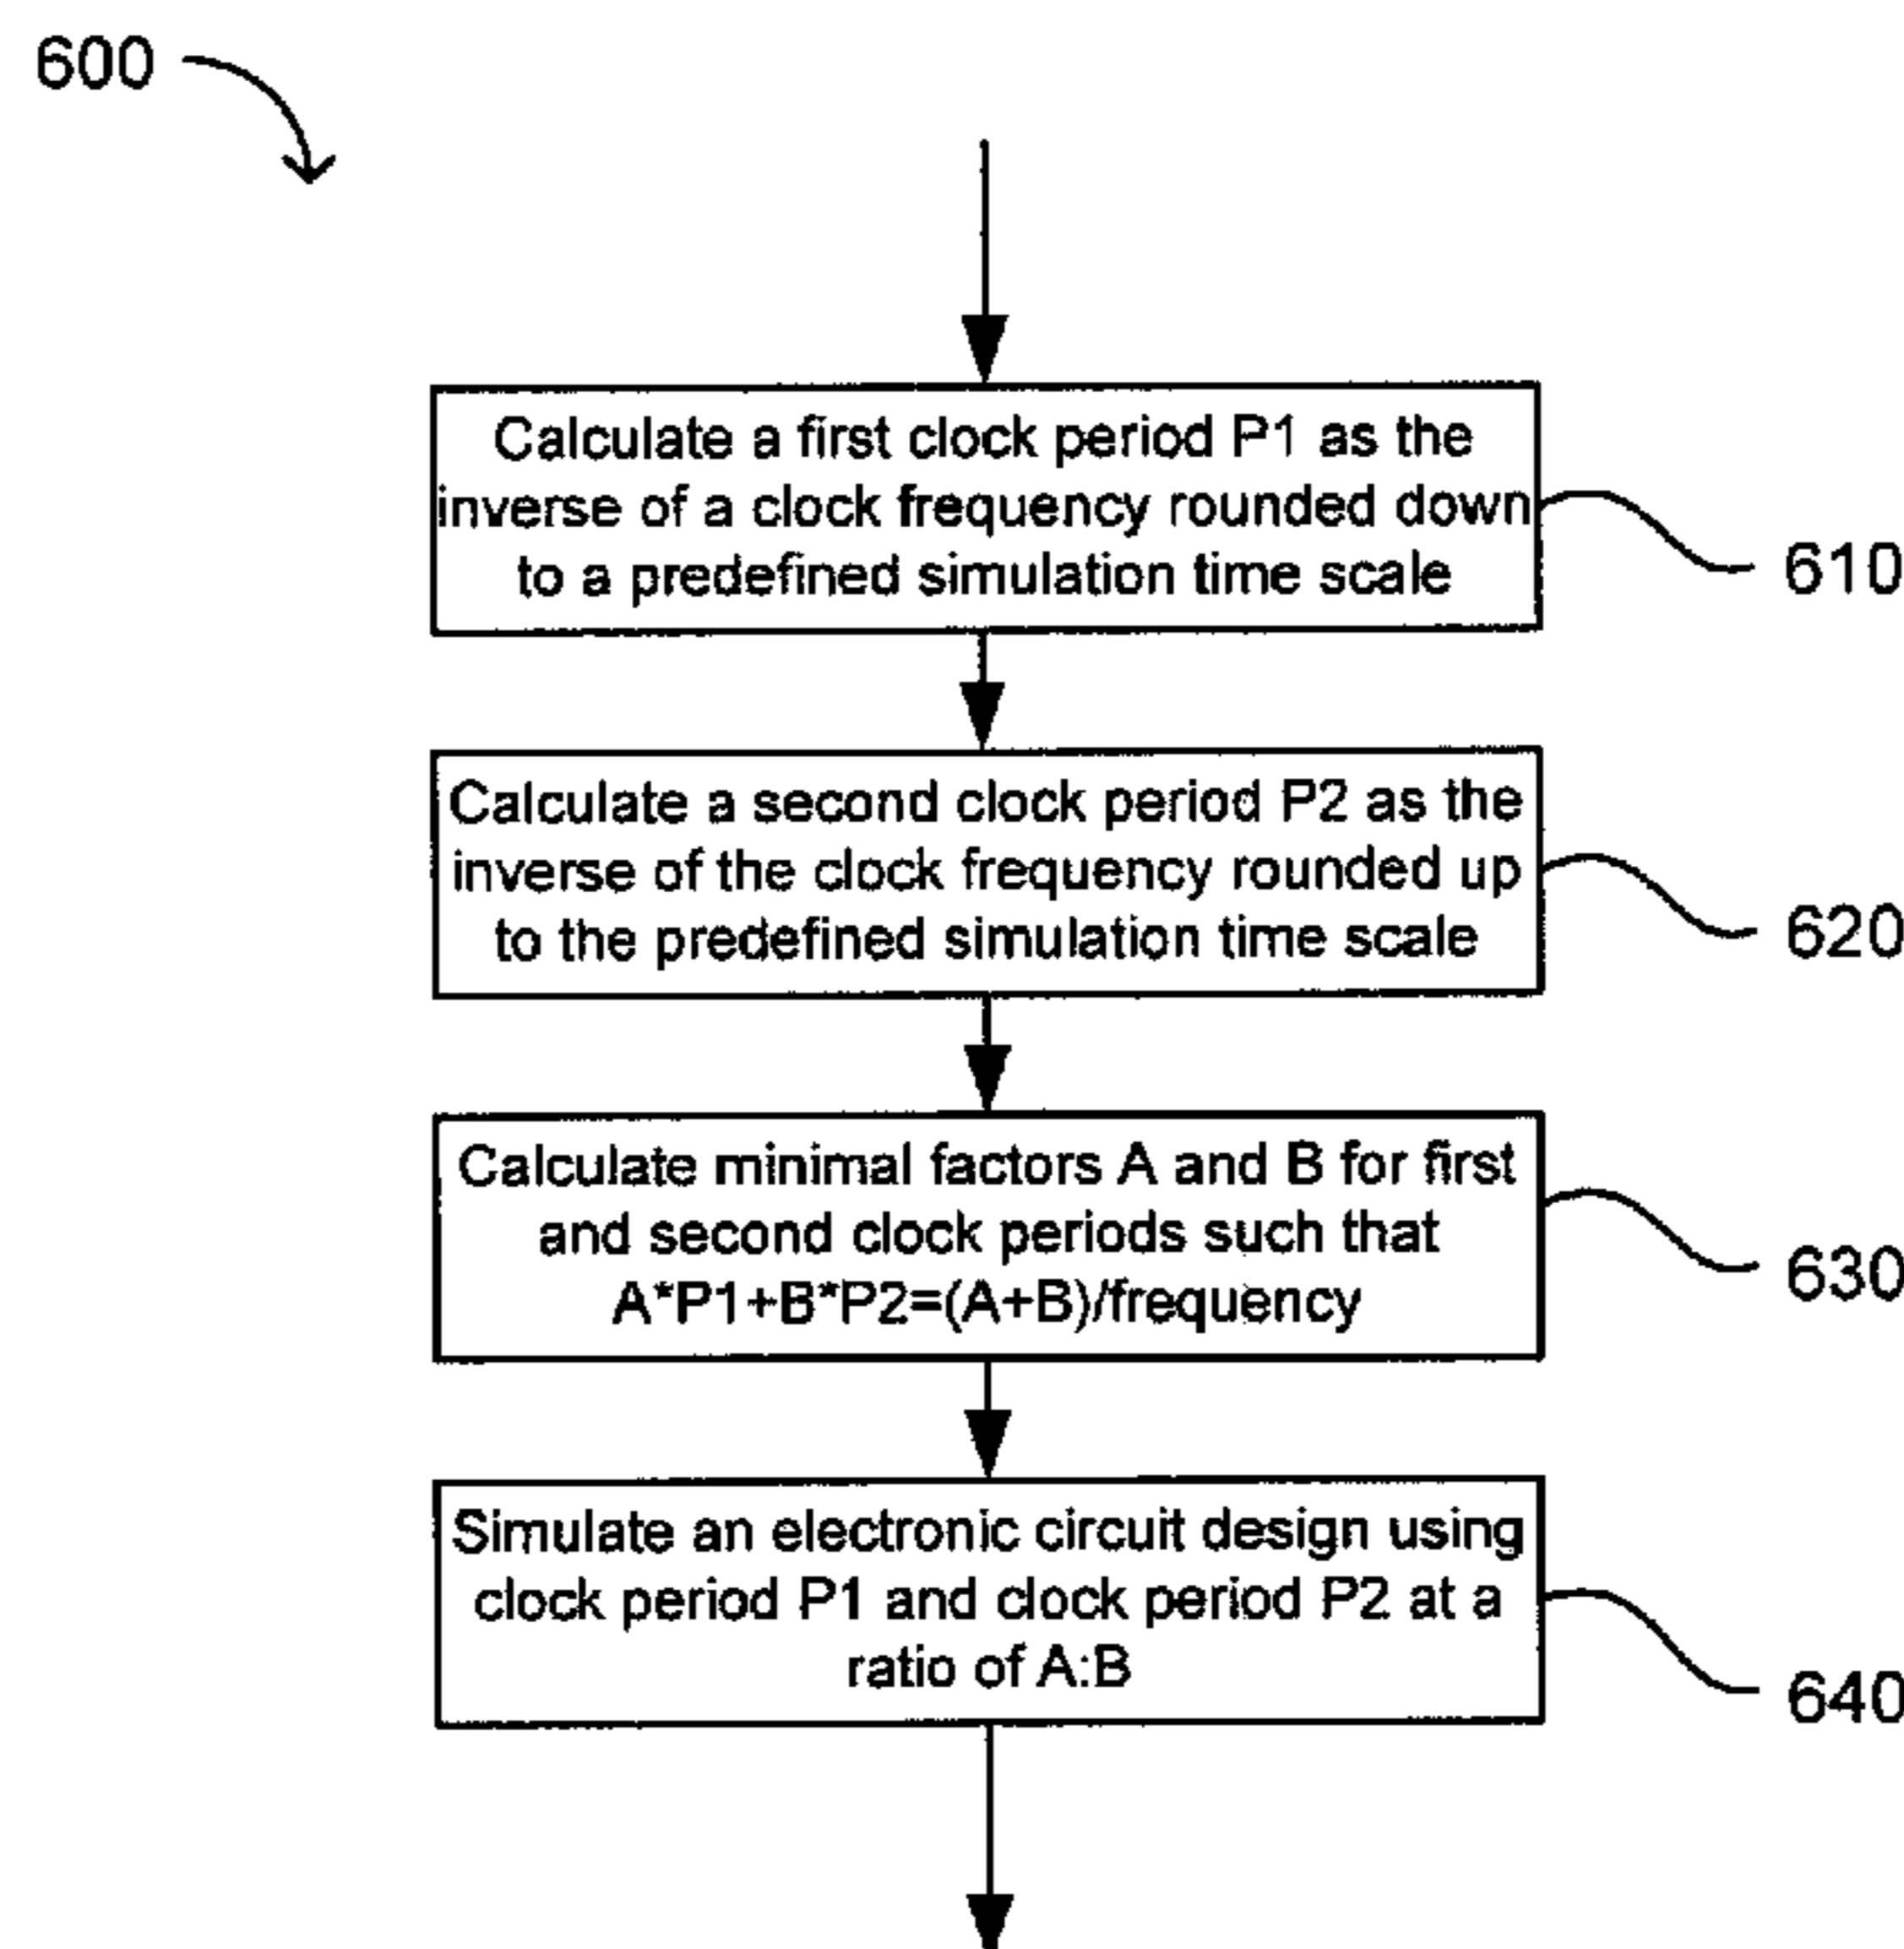 600
Calculate a first clock period P1 as the
inverse of a clock frequency rounded down
to a predefined simulation time scale
610
Calculate a second clock period P2 as the
inverse of the clock frequency rounded up
to the predefined simulation time scale
620
Calculate minimal factors A and B for first
and second clock periods such that
A*P1+B*P2=(A+B)/frequency
630
Simulate an electronic circuit design using
clock period P1 and clock period P2 at a
ratio of A:B
640